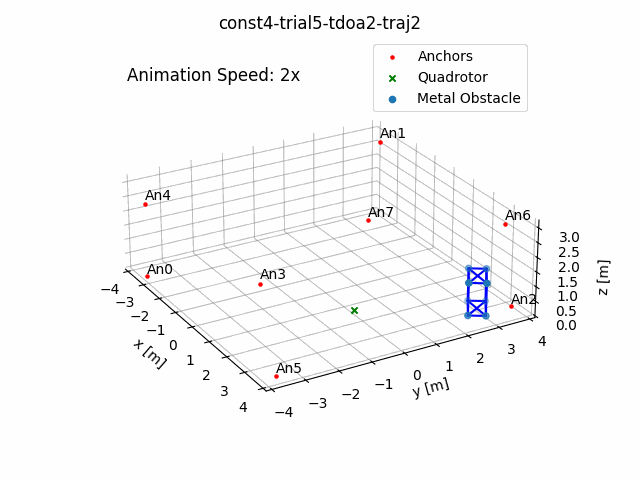 const4-trial5-tdoa2-traj2
Anchors
Animation Speed: 2x
Quadrotor
Metal Obstacle
An1
An4
An7
An6
An0
An3
An2
An5
3.0
2.5
2.0
1.5
1.0
0.5
0.0
z [m]
−4
−3
−2
−1
0
1
2
3
4
x [m]
−4
−3
−2
−1
0
1
2
3
4
y [m]